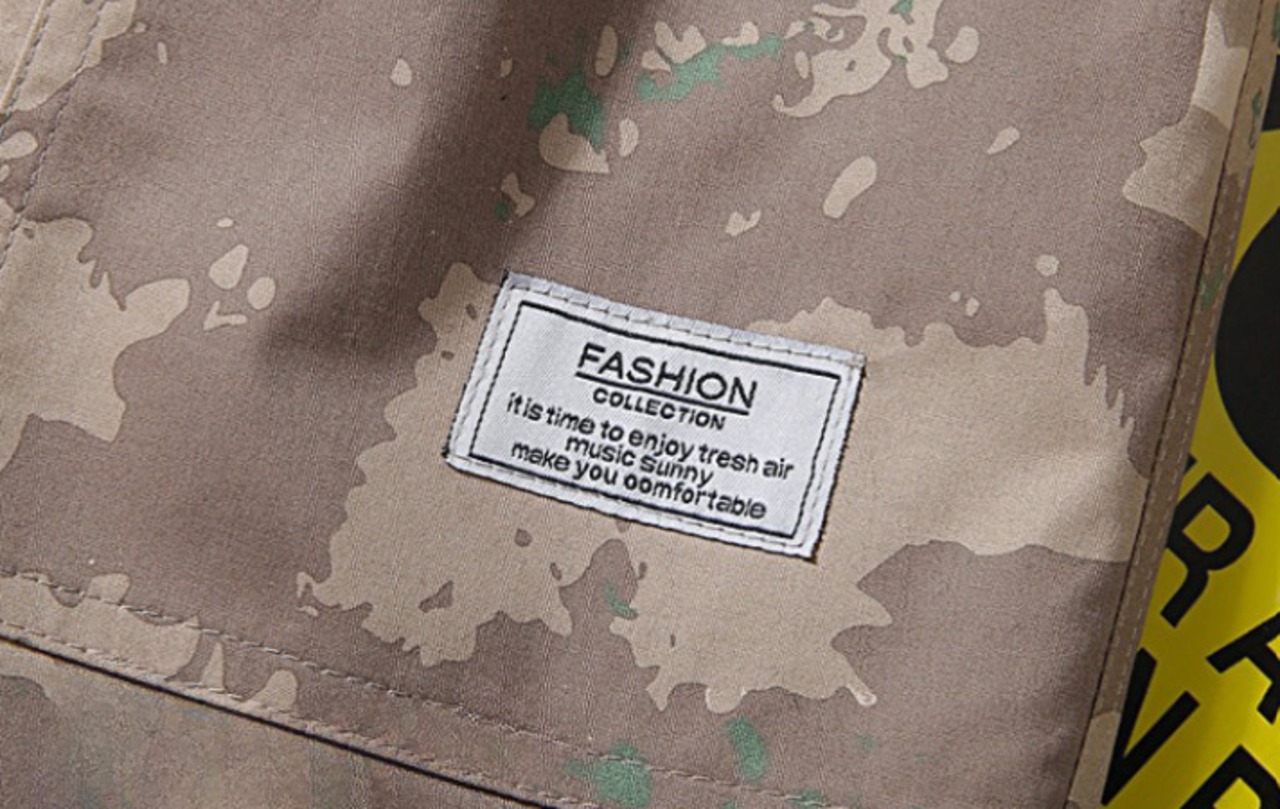 FASHION
COLLECTION
it is time to enjoy tresh air
music sunny
make you oomfortable